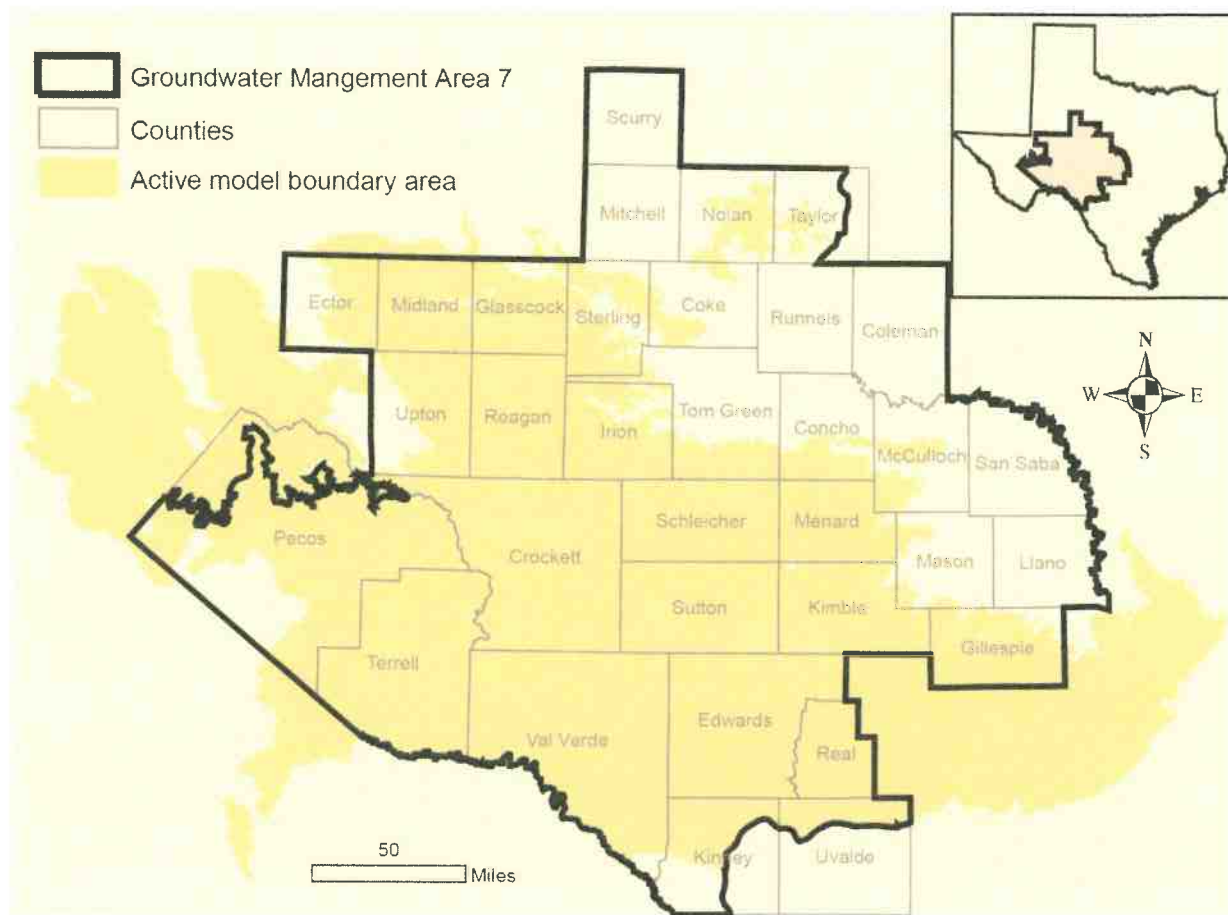 Groundwater Mangement Area 7
Counties
Active model boundary area
Scurry
Mitchell
Nolan
Taylor
Ector
Midland
Glasscock
Sterling
Coke
Runnels
Coleman
Upton
Reagan
Irion
Tom Green
Concho
McCulloch
San Saba
Pecos
Crockett
Schleicher
Menard
Mason
Llano
Sutton
Kimble
Terrell
Gillespie
Val Verde
Edwards
Real
Kinney
Uvalde
N
W
E
S
50
Miles